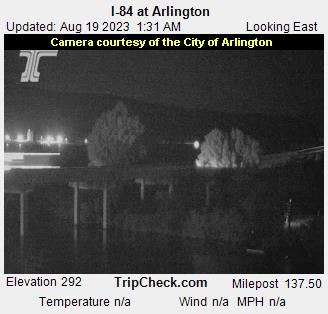 I-84 at Arlington
Updated: Aug 19 2023 1:31 AM Looking East
Camera courtesy of the City of Arlington
Elevation 292 TripCheck.com Milepost 137.50
Temperature n/a Wind n/a MPH n/a